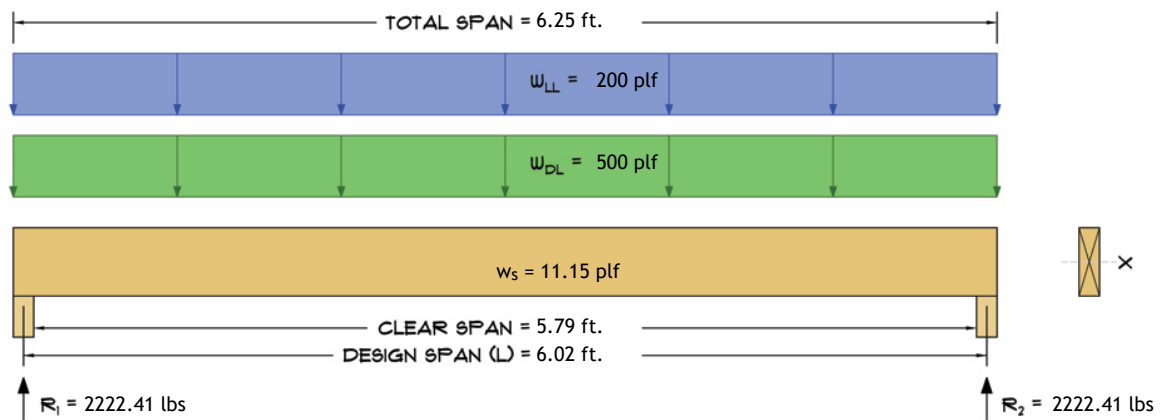 TOTAL SPAN = 6.25 ft.
wLL = 200 plf
wDL = 500 plf
ws = 11.15 plf
X
CLEAR SPAN = 5.79 ft.
DESIGN SPAN (L) = 6.02 ft.
R1 = 2222.41 lbs
R2 = 2222.41 lbs